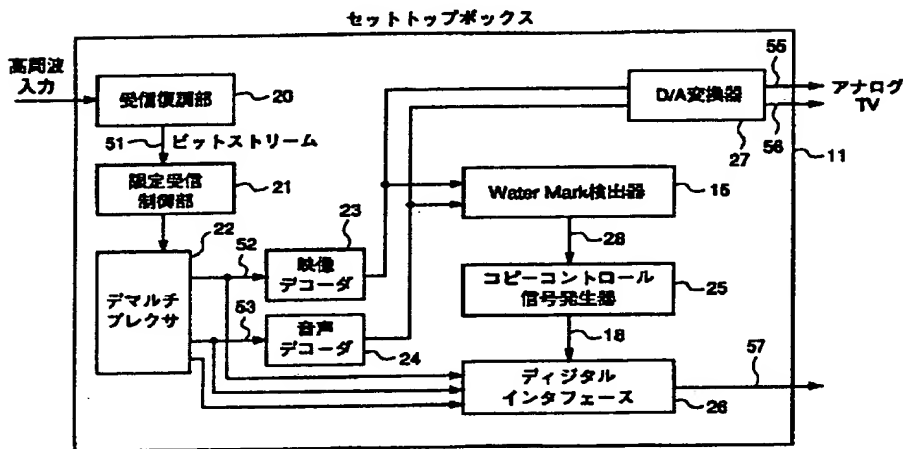 セットトップボックス
高周波
入力
受信復調部
20
51
ビットストリーム
限定受信
制御部
21
22
デマルチ
プレクサ
52
53
23
映像
デコーダ
音声
デコーダ
24
D/A変換器
27
55
56
アナログ
TV
11
Water Mark検出器
15
28
コピーコントロール
信号発生器
25
18
ディジタル
インタフェース
26
57